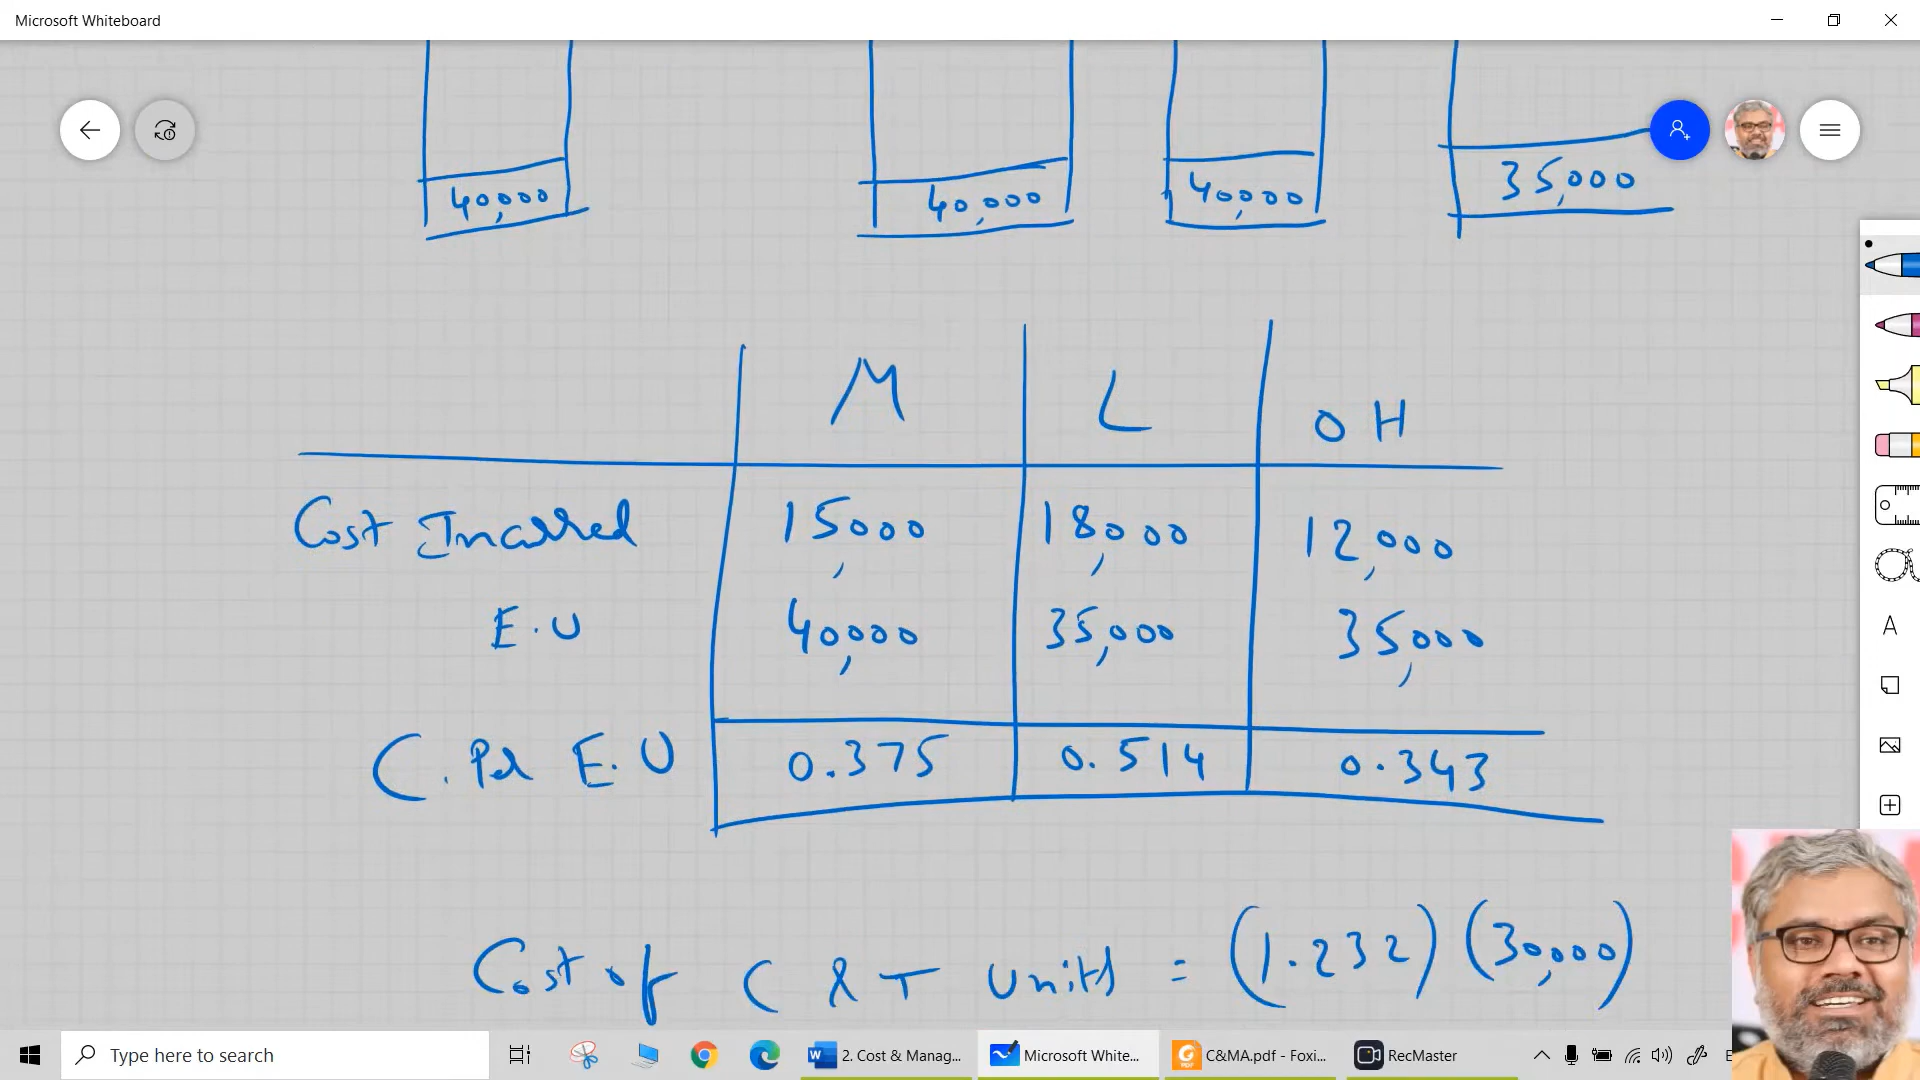 Microsoft Whiteboard
40,000 40,000 40,000 35,000
M L OH
Cost Incurred 15,000 18,000 12,000
E.U 40,000 35,000 35,000
C. Per E.U 0.375 0.514 0.343
Cost of C & T units = (1.232) (30,000)
Type here to search 2. Cost & Manag... Microsoft White... C&MA.pdf - Foxi... RecMaster